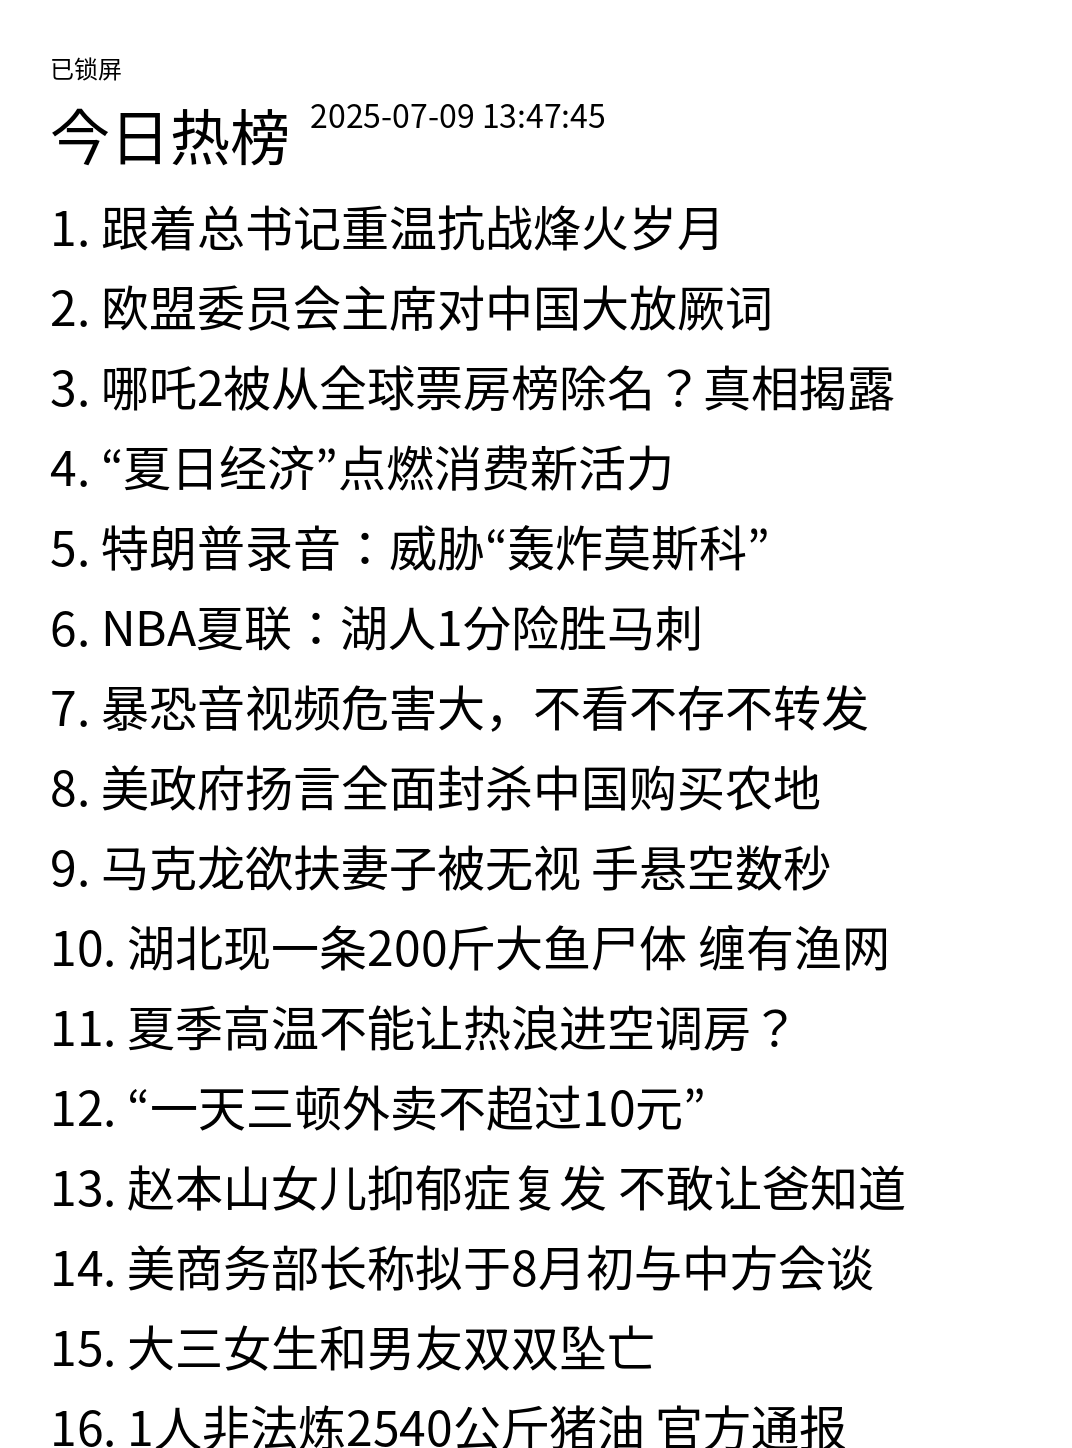 已锁屏
今日热榜 2025-07-09 13:47:45
1. 跟着总书记重温抗战烽火岁月
2. 欧盟委员会主席对中国大放厥词
3. 哪吒2被从全球票房榜除名？真相揭露
4. “夏日经济”点燃消费新活力
5. 特朗普录音：威胁“轰炸莫斯科”
6. NBA夏联：湖人1分险胜马刺
7. 暴恐音视频危害大，不看不存不转发
8. 美政府扬言全面封杀中国购买农地
9. 马克龙欲扶妻子被无视 手悬空数秒
10. 湖北现一条200斤大鱼尸体 缠有渔网
11. 夏季高温不能让热浪进空调房？
12. “一天三顿外卖不超过10元”
13. 赵本山女儿抑郁症复发 不敢让爸知道
14. 美商务部长称拟于8月初与中方会谈
15. 大三女生和男友双双坠亡
16. 1人非法炼2540公斤猪油 官方通报